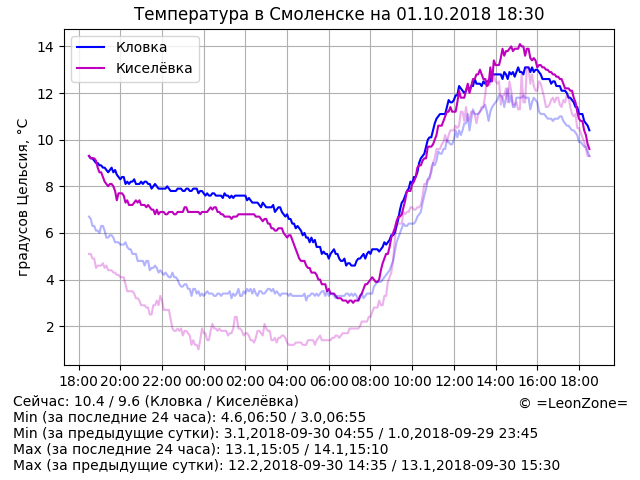 Температура в Смоленске на 01.10.2018 18:30
Кловка
Киселёвка
градусов Цельсия, °C
14
12
10
8
6
4
2
18:00 20:00 22:00 00:00 02:00 04:00 06:00 08:00 10:00 12:00 14:00 16:00 18:00
Сейчас: 10.4 / 9.6 (Кловка / Киселёвка)
© =LeonZone=
Min (за последние 24 часа): 4.6,06:50 / 3.0,06:55
Min (за предыдущие сутки): 3.1,2018-09-30 04:55 / 1.0,2018-09-29 23:45
Max (за последние 24 часа): 13.1,15:05 / 14.1,15:10
Max (за предыдущие сутки): 12.2,2018-09-30 14:35 / 13.1,2018-09-30 15:30